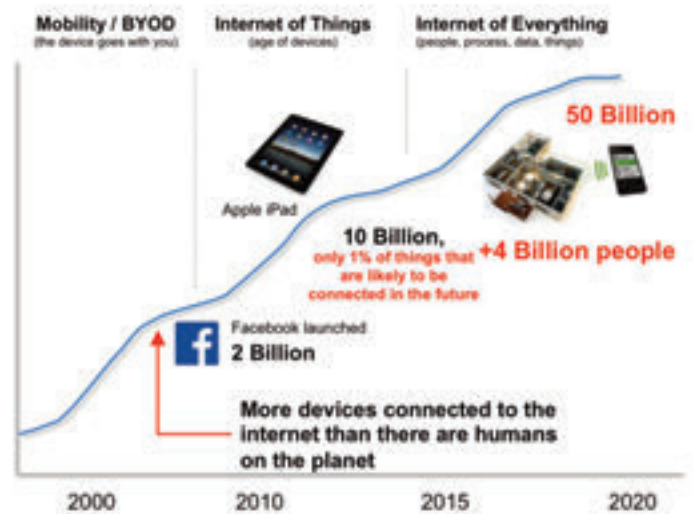 Mobility / BYOD
(the device goes with you)
Internet of Things
(age of devices)
Internet of Everything
(people, process, data, things)
50 Billion
Apple iPad
10 Billion,
only 1% of things that
are likely to be
connected in the future
+4 Billion people
f
Facebook launched
2 Billion
More devices connected to the
internet than there are humans
on the planet
2000
2010
2015
2020